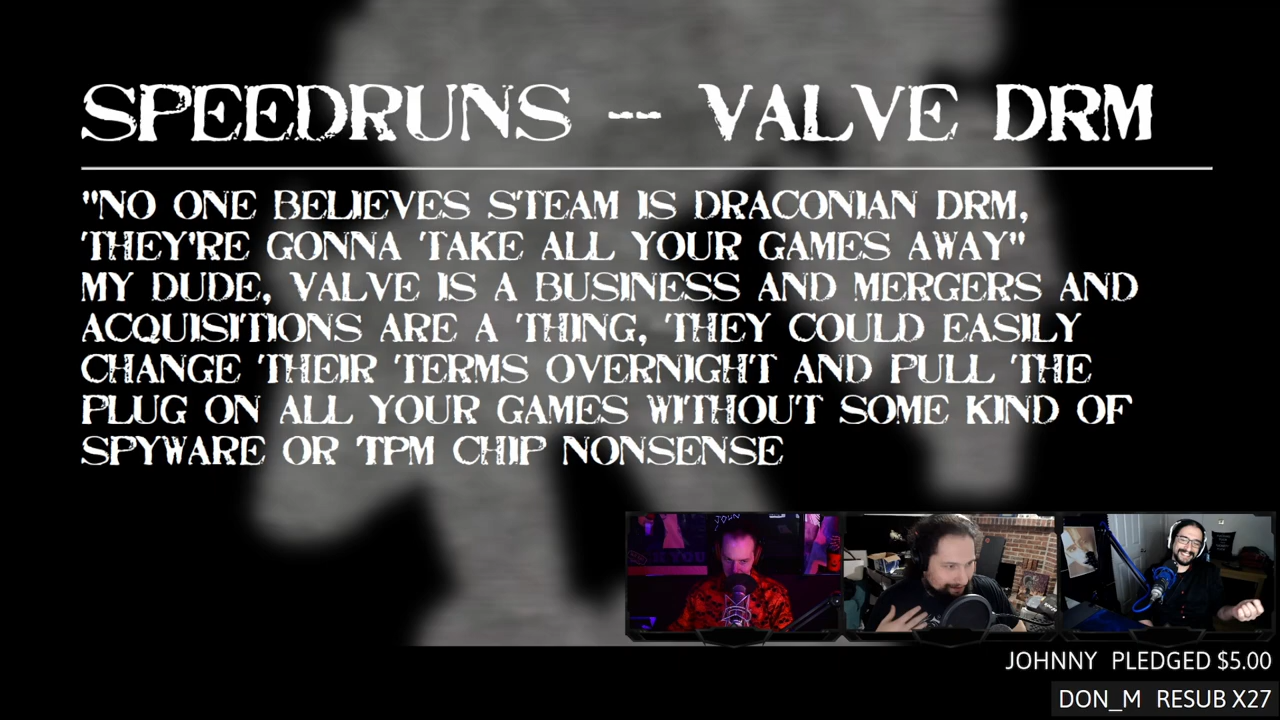 SPEEDRUNS -- VALVE DRM
"NO ONE BELIEVES STEAM IS DRACONIAN DRM,
THEY'RE GONNA TAKE ALL YOUR GAMES AWAY"
MY DUDE, VALVE IS A BUSINESS AND MERGERS AND
ACQUISITIONS ARE A THING, THEY COULD EASILY
CHANGE THEIR TERMS OVERNIGHT AND PULL THE
PLUG ON ALL YOUR GAMES WITHOUT SOME KIND OF
SPYWARE OR TPM CHIP NONSENSE
JOHNNY PLEDGED $5.00
DON_M RESUB X27